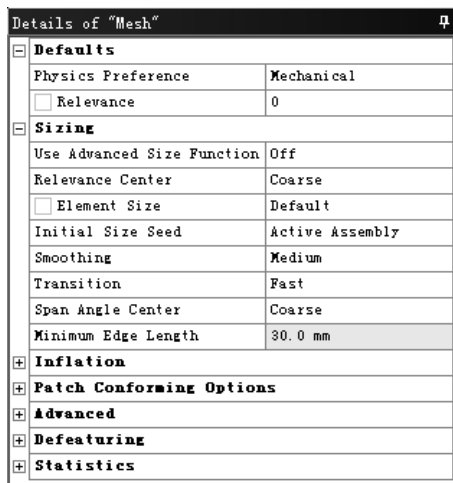 Details of "Mesh"
Defaults
Physics Preference Mechanical
Relevance 0
Sizing
Use Advanced Size Function Off
Relevance Center Coarse
Element Size Default
Initial Size Seed Active Assembly
Smoothing Medium
Transition Fast
Span Angle Center Coarse
Minimum Edge Length 30.0 mm
Inflation
Patch Conforming Options
Advanced
Defeaturing
Statistics